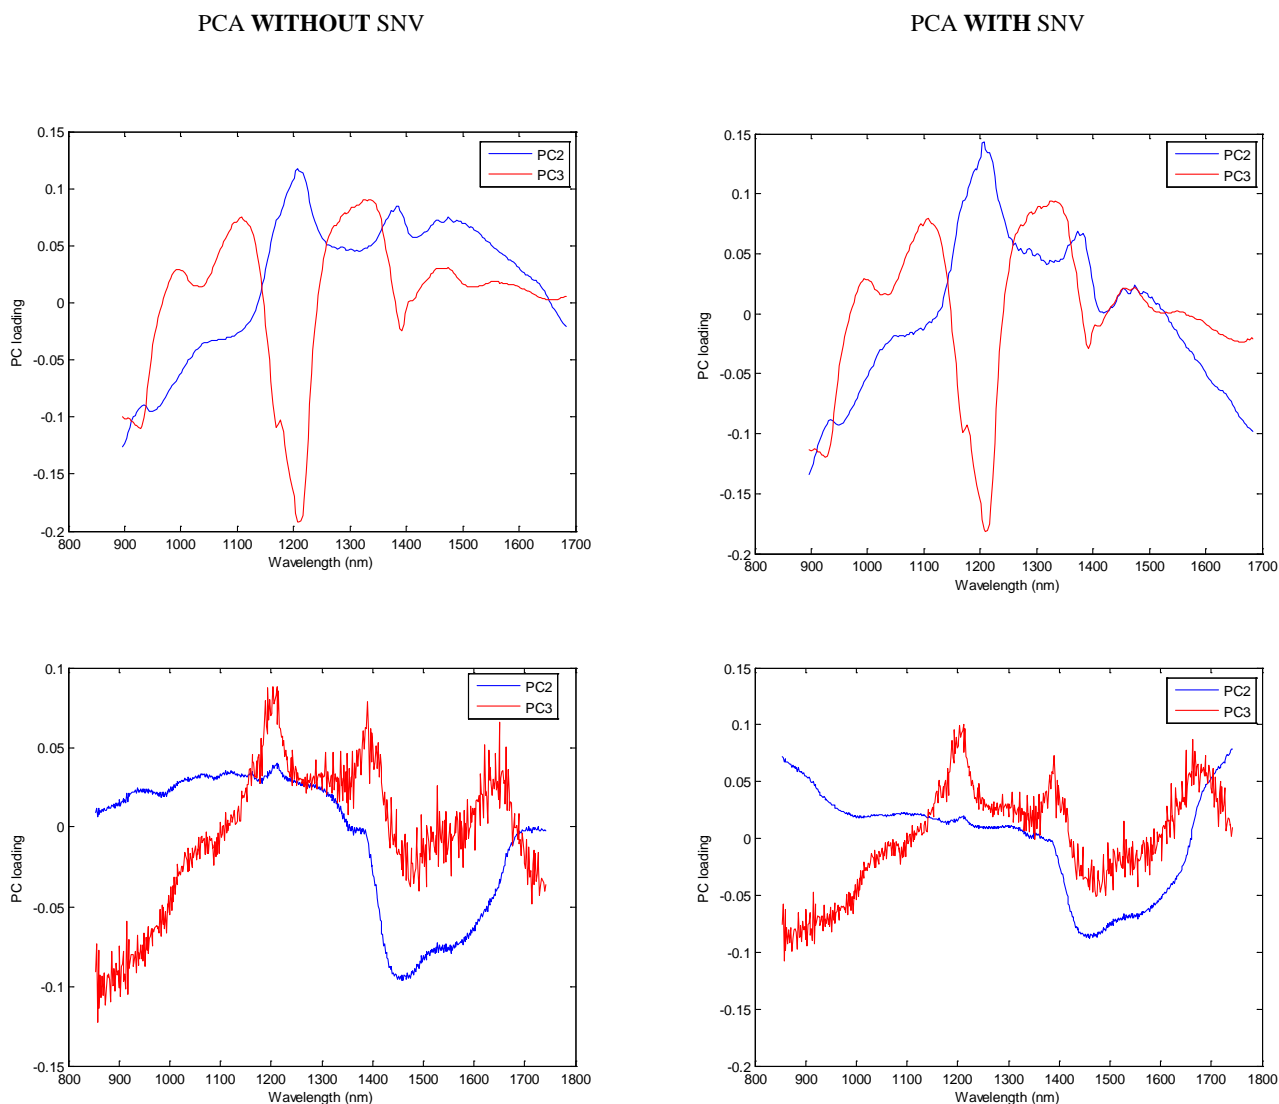 PCA WITHOUT SNV
PCA WITH SNV
0.15
0.1
0.05
0
-0.05
-0.1
-0.15
-0.2
PC loading
800 900 1000 1100 1200 1300 1400 1500 1600 1700
Wavelength (nm)
PC2
PC3
0.15
0.1
0.05
0
-0.05
-0.1
-0.15
-0.2
PC loading
800 900 1000 1100 1200 1300 1400 1500 1600 1700
Wavelength (nm)
PC2
PC3
0.1
0.05
0
-0.05
-0.1
-0.15
PC loading
800 900 1000 1100 1200 1300 1400 1500 1600 1700 1800
Wavelength (nm)
PC2
PC3
0.15
0.1
0.05
0
-0.05
-0.1
-0.15
-0.2
PC loading
800 900 1000 1100 1200 1300 1400 1500 1600 1700 1800
Wavelength (nm)
PC2
PC3